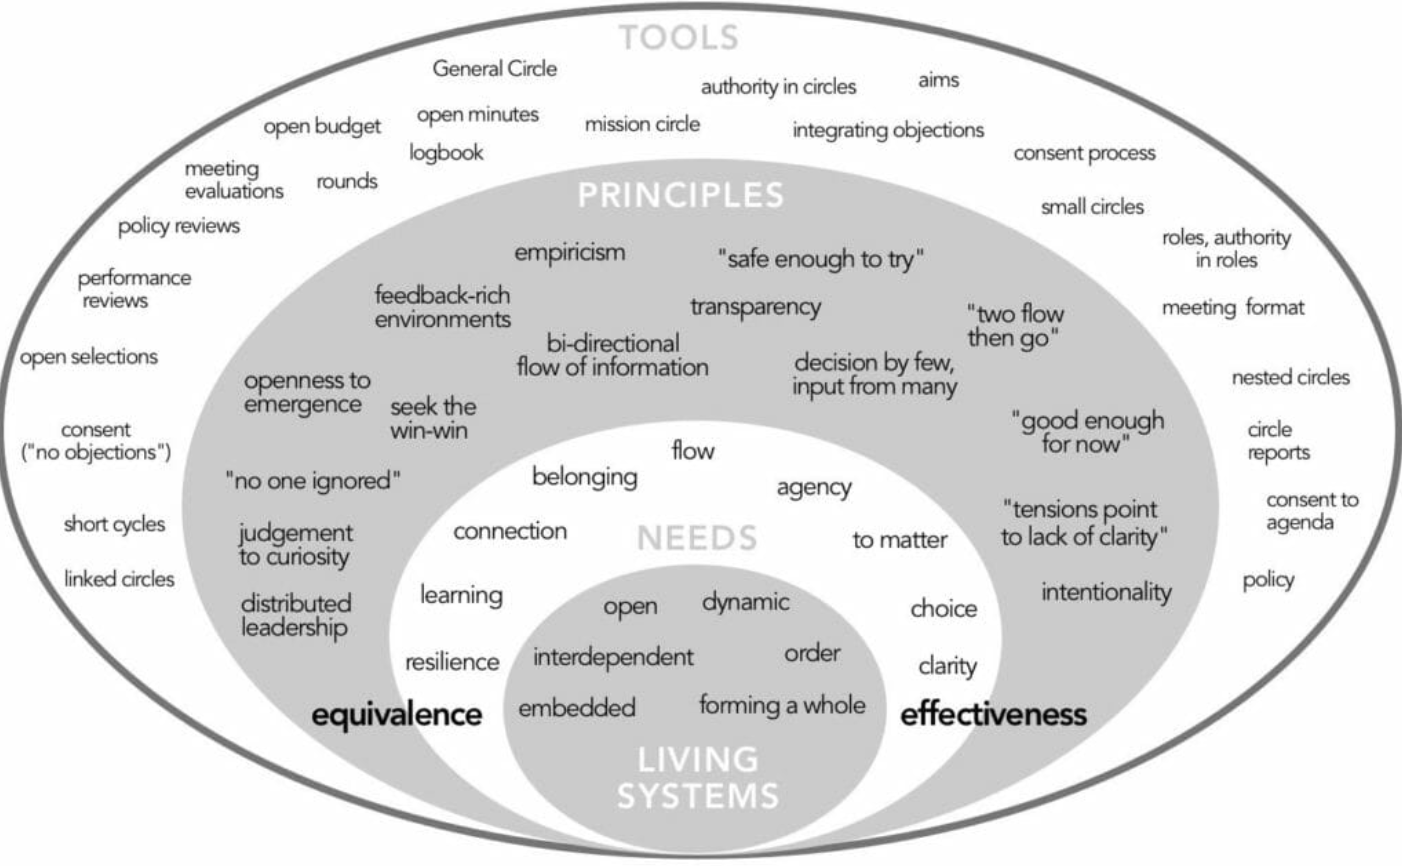 TOOLS
General Circle
authority in circles
aims
open budget
open minutes
mission circle
integrating objections
logbook
consent process
meeting
evaluations
rounds
small circles
policy reviews
roles, authority
in roles
performance
reviews
meeting format
open selections
nested circles
consent
("no objections")
circle
reports
consent to
agenda
short cycles
linked circles
policy
PRINCIPLES
empiricism
"safe enough to try"
feedback-rich
environments
transparency
"two flow
then go"
bi-directional
flow of information
decision by few,
input from many
openness to
emergence
seek the
win-win
"good enough
for now"
"no one ignored"
"tensions point
to lack of clarity"
judgement
to curiosity
intentionality
distributed
leadership
flow
belonging
agency
connection
NEEDS
to matter
learning
choice
resilience
clarity
equivalence
effectiveness
open
dynamic
interdependent
order
embedded
forming a whole
LIVING
SYSTEMS